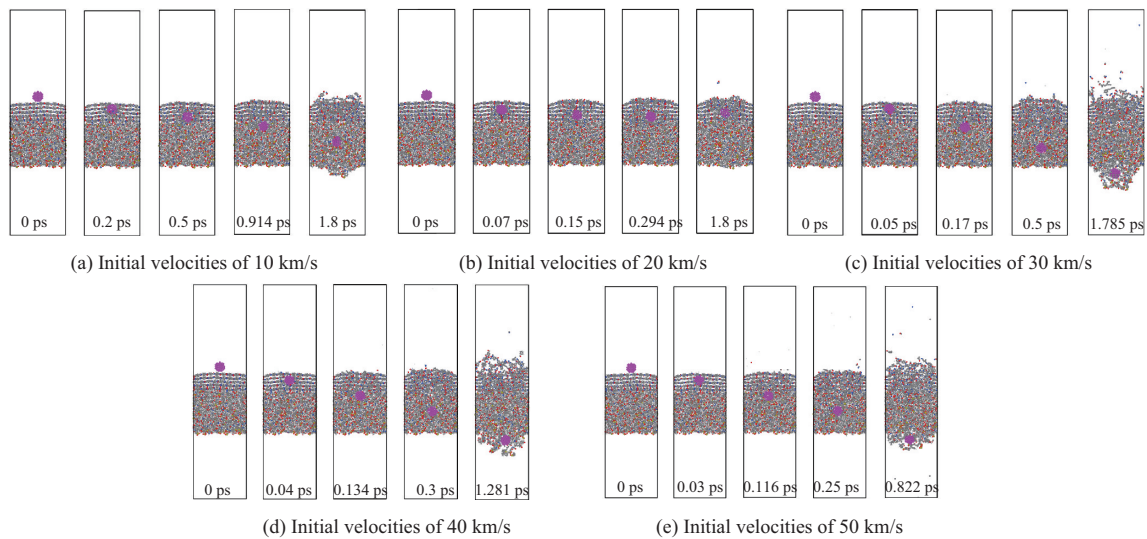 0 ps 0.2 ps 0.5 ps 0.914 ps 1.8 ps 0 ps 0.07 ps 0.15 ps 0.294 ps 1.8 ps 0 ps 0.05 ps 0.17 ps 0.5 ps 1.785 ps
(a) Initial velocities of 10 km/s (b) Initial velocities of 20 km/s (c) Initial velocities of 30 km/s
0 ps 0.04 ps 0.134 ps 0.3 ps 1.281 ps 0 ps 0.03 ps 0.116 ps 0.25 ps 0.822 ps
(d) Initial velocities of 40 km/s (e) Initial velocities of 50 km/s